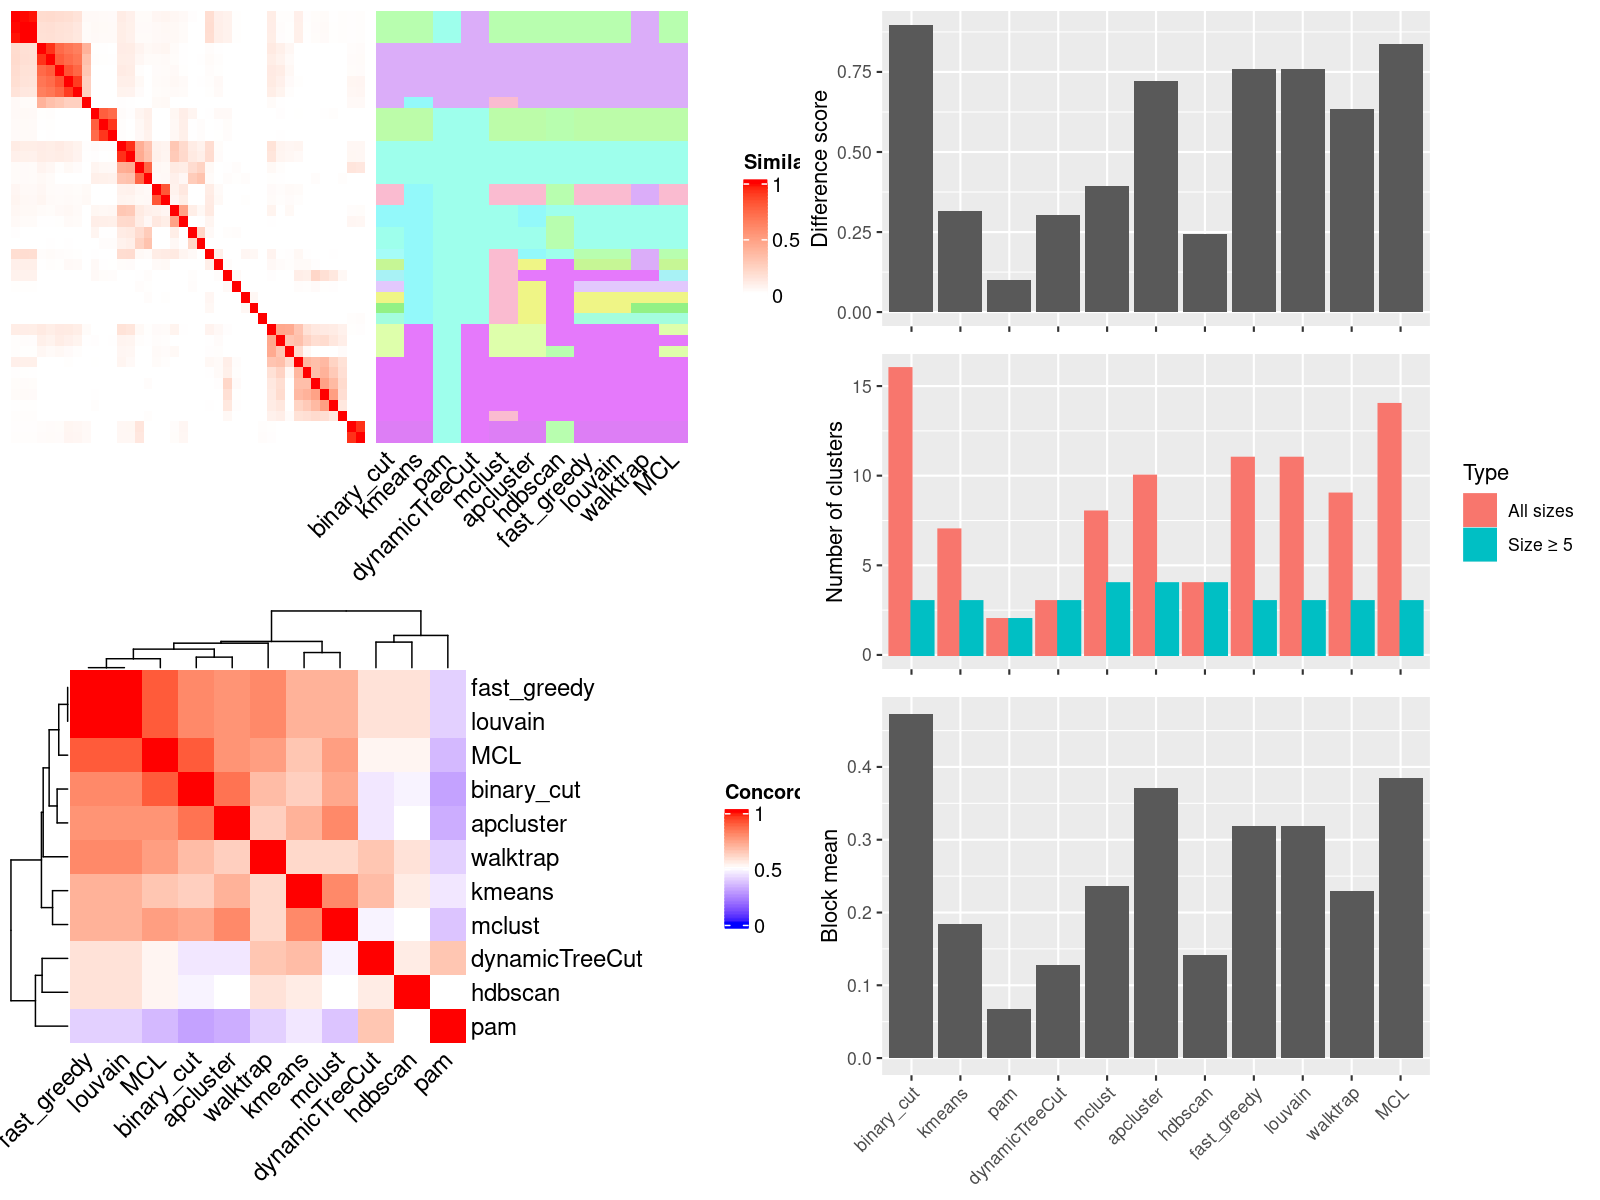 Simila
1
0.5
0
binary_cut
kmeans
pam
dynamicTreeCut
mclust
apcluster
hdbscan
fast_greedy
louvain
walktrap
MCL
fast_greedy
louvain
MCL
binary_cut
apcluster
walktrap
kmeans
mclust
dynamicTreeCut
hdbscan
pam
fast_greedy
louvain
MCL
binary_cut
apcluster
walktrap
kmeans
mclust
dynamicTreeCut
hdbscan
pam
Concord
1
0.5
0
Difference score
0.75
0.50
0.25
0.00
Number of clusters
15
10
5
0
Type
All sizes
Size ≥ 5
Block mean
0.4
0.3
0.2
0.1
0.0
binary_cut
kmeans
pam
dynamicTreeCut
mclust
apcluster
hdbscan
fast_greedy
louvain
walktrap
MCL